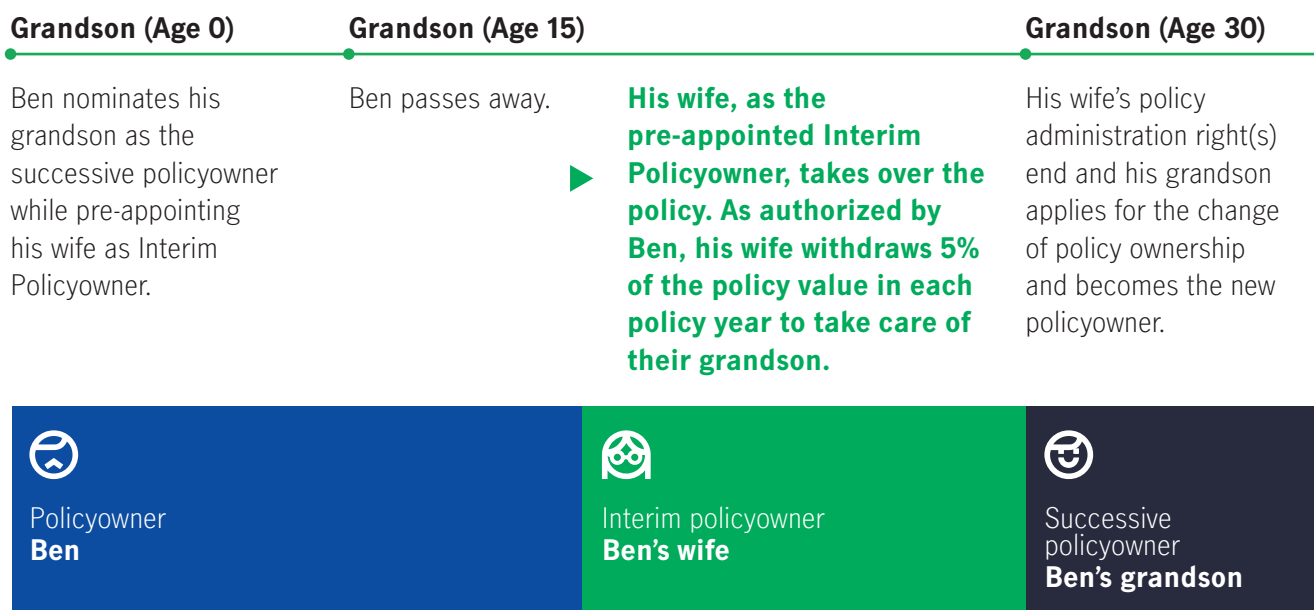 Grandson (Age 0)
Grandson (Age 15)
Grandson (Age 30)
Ben nominates his
grandson as the
successive policyowner
while pre-appointing
his wife as Interim
Policyowner.
Ben passes away.
His wife, as the
pre-appointed Interim
Policyowner, takes over the
policy. As authorized by
Ben, his wife withdraws 5%
of the policy value in each
policy year to take care of
their grandson.
His wife’s policy
administration right(s)
end and his grandson
applies for the change
of policy ownership
and becomes the new
policyowner.
Policyowner
Ben
Interim policyowner
Ben’s wife
Successive
policyowner
Ben’s grandson